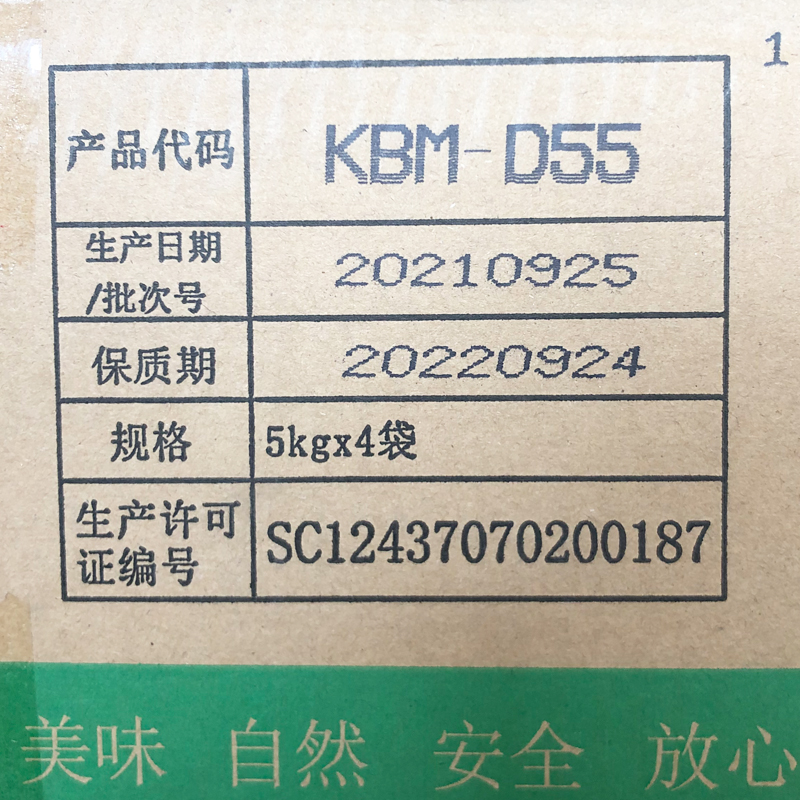 1
产品代码 KBM-D55
生产日期
/批次号 20210925
保质期 20220924
规格 5kgx4袋
生产许可
证编号 SC12437070200187
美味 自然 安全 放心